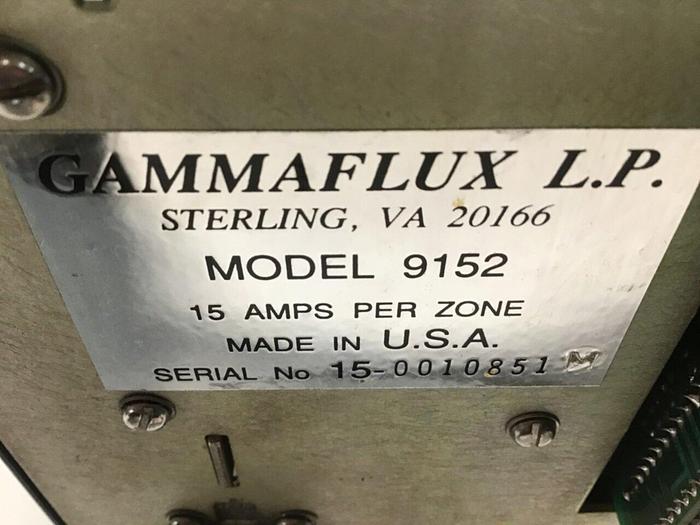 GAMMAFLUX L.P.
STERLING, VA 20166
MODEL 9152
15 AMPS PER ZONE
MADE IN U.S.A.
SERIAL No 15-0010851 M